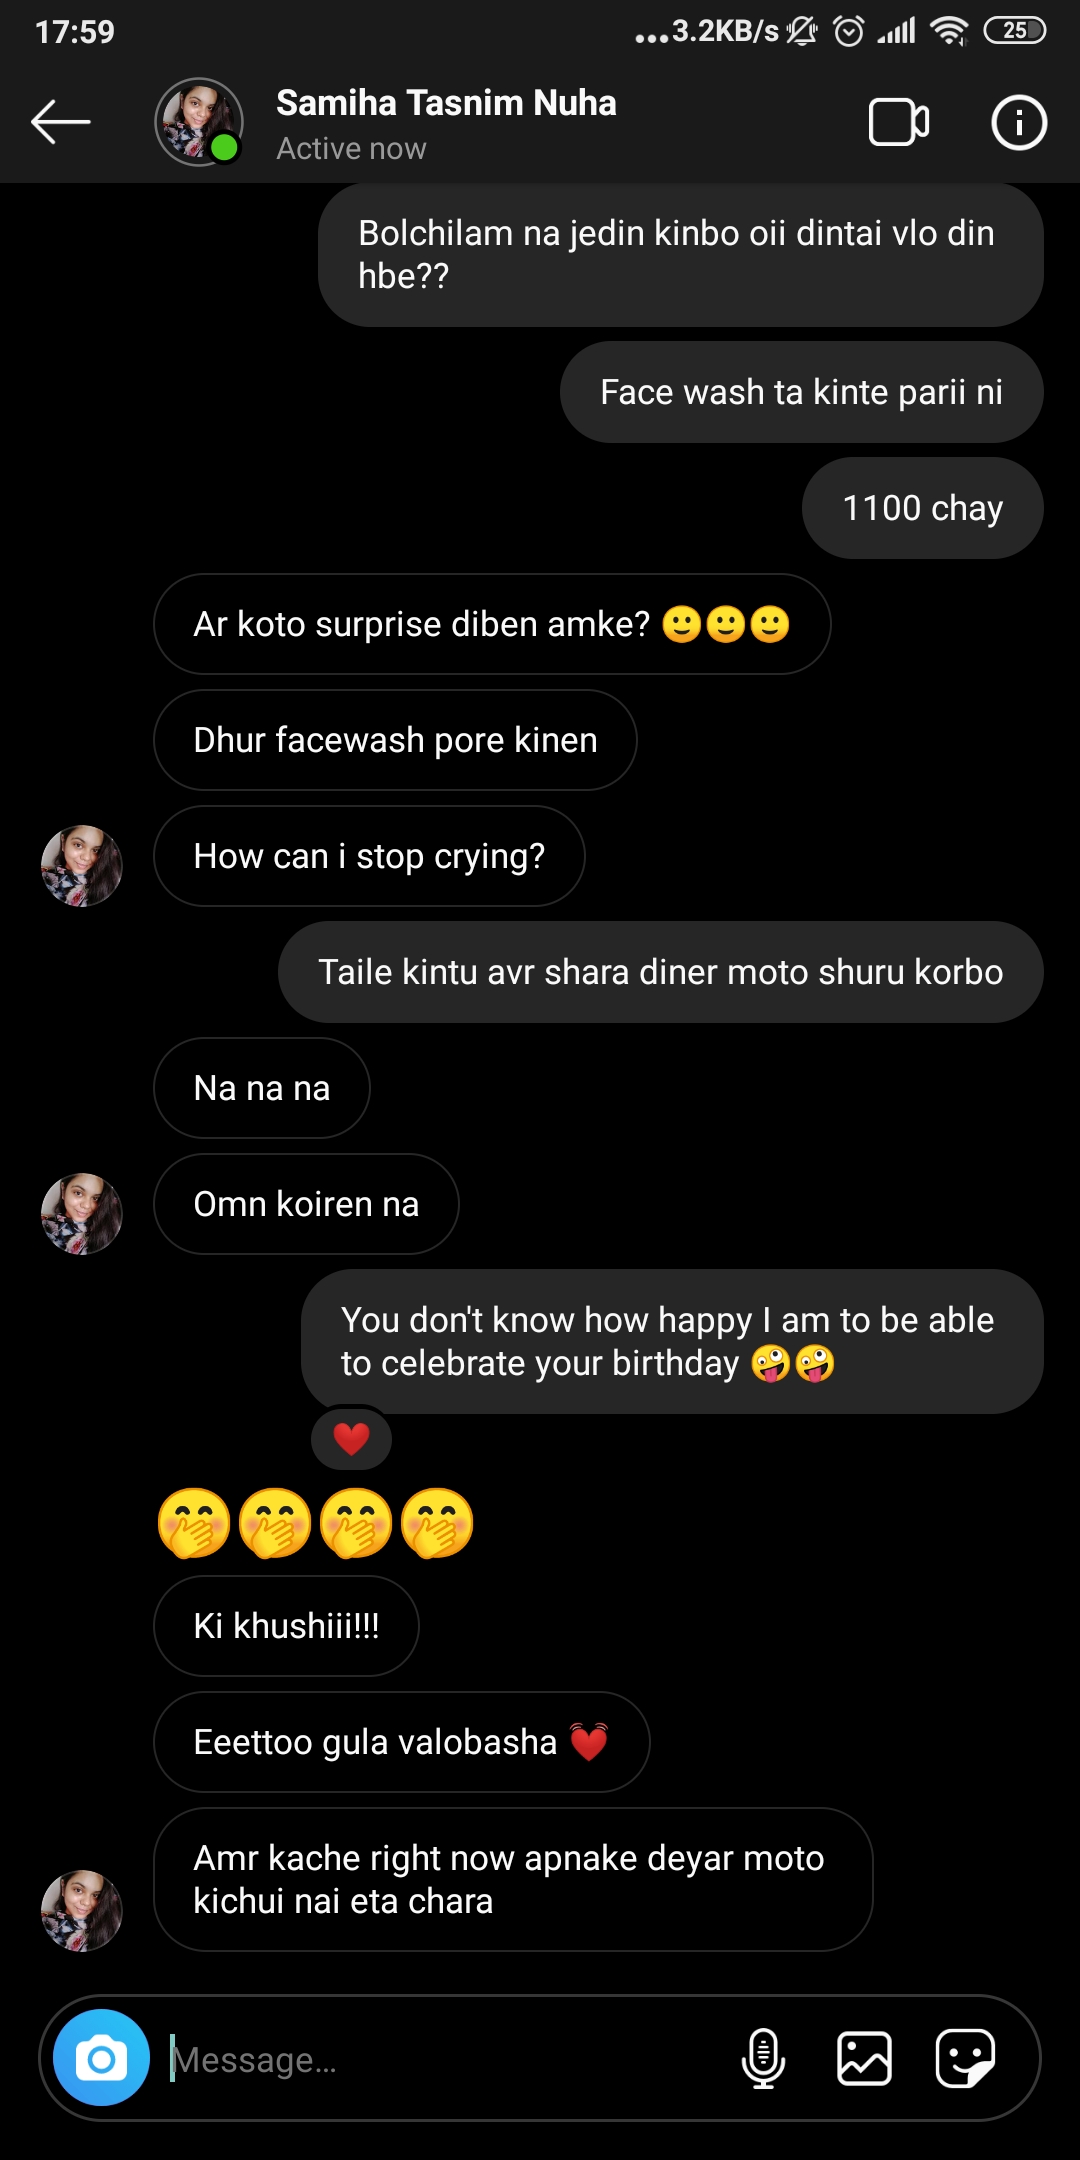 17:59
...3.2KB/s
25
Samiha Tasnim Nuha
Active now
Bolchilam na jedin kinbo oii dintai vlo din
hbe??
Face wash ta kinte parii ni
1100 chay
Ar koto surprise diben amke? 🙂🙂🙂
Dhur facewash pore kinen
How can i stop crying?
Taile kintu avr shara diner moto shuru korbo
Na na na
Omn koiren na
You don't know how happy I am to be able
to celebrate your birthday 🤪🤪
❤️
🤭🤭🤭🤭
Ki khushiii!!!
Eeettoo gula valobasha 💓
Amr kache right now apnake deyar moto
kichui nai eta chara
Message...